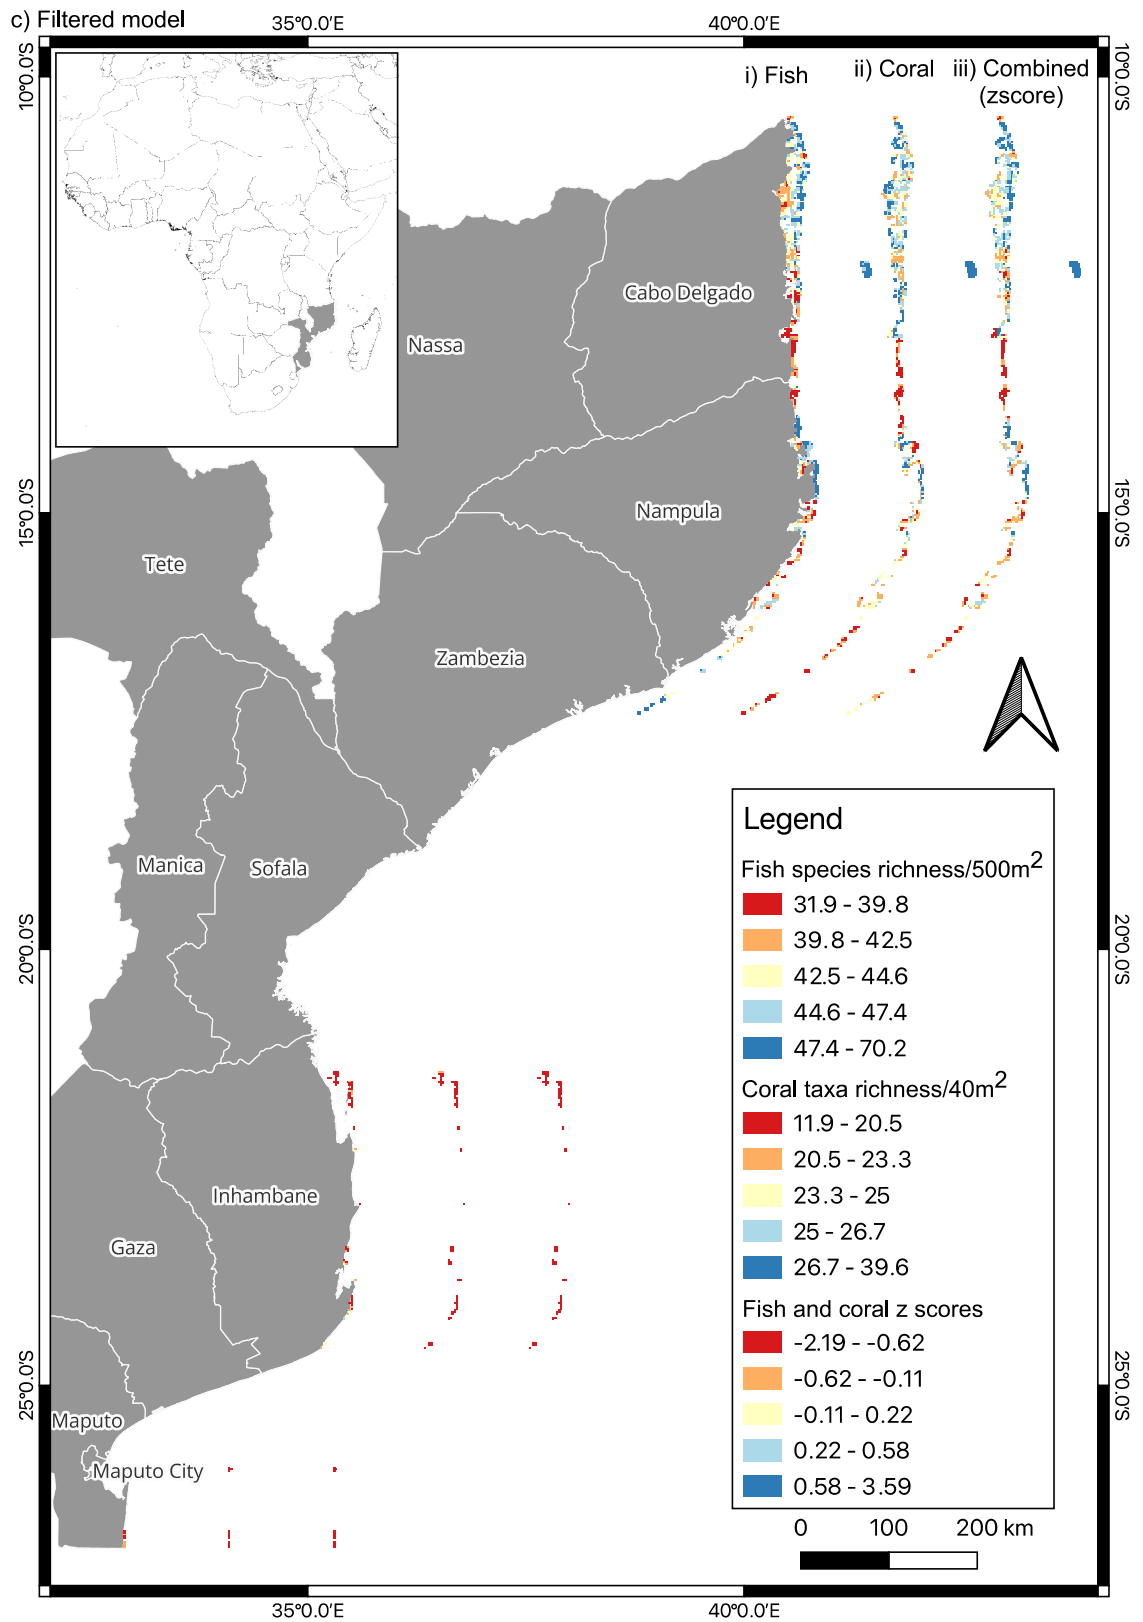 c) Filtered model
35°0.0'E
40°0.0'E
10°0.0'S
10°0.0'S
i) Fish
ii) Coral
iii) Combined
(zscore)
Cabo Delgado
Nassa
Nampula
15°0.0'S
15°0.0'S
Tete
Zambezia
Manica
Sofala
20°0.0'S
20°0.0'S
Inhambane
Gaza
25°0.0'S
25°0.0'S
Maputo
Maputo City
Legend
Fish species richness/500m²
31.9 - 39.8
39.8 - 42.5
42.5 - 44.6
44.6 - 47.4
47.4 - 70.2
Coral taxa richness/40m²
11.9 - 20.5
20.5 - 23.3
23.3 - 25
25 - 26.7
26.7 - 39.6
Fish and coral z scores
-2.19 - -0.62
-0.62 - -0.11
-0.11 - 0.22
0.22 - 0.58
0.58 - 3.59
0 100 200 km
35°0.0'E
40°0.0'E